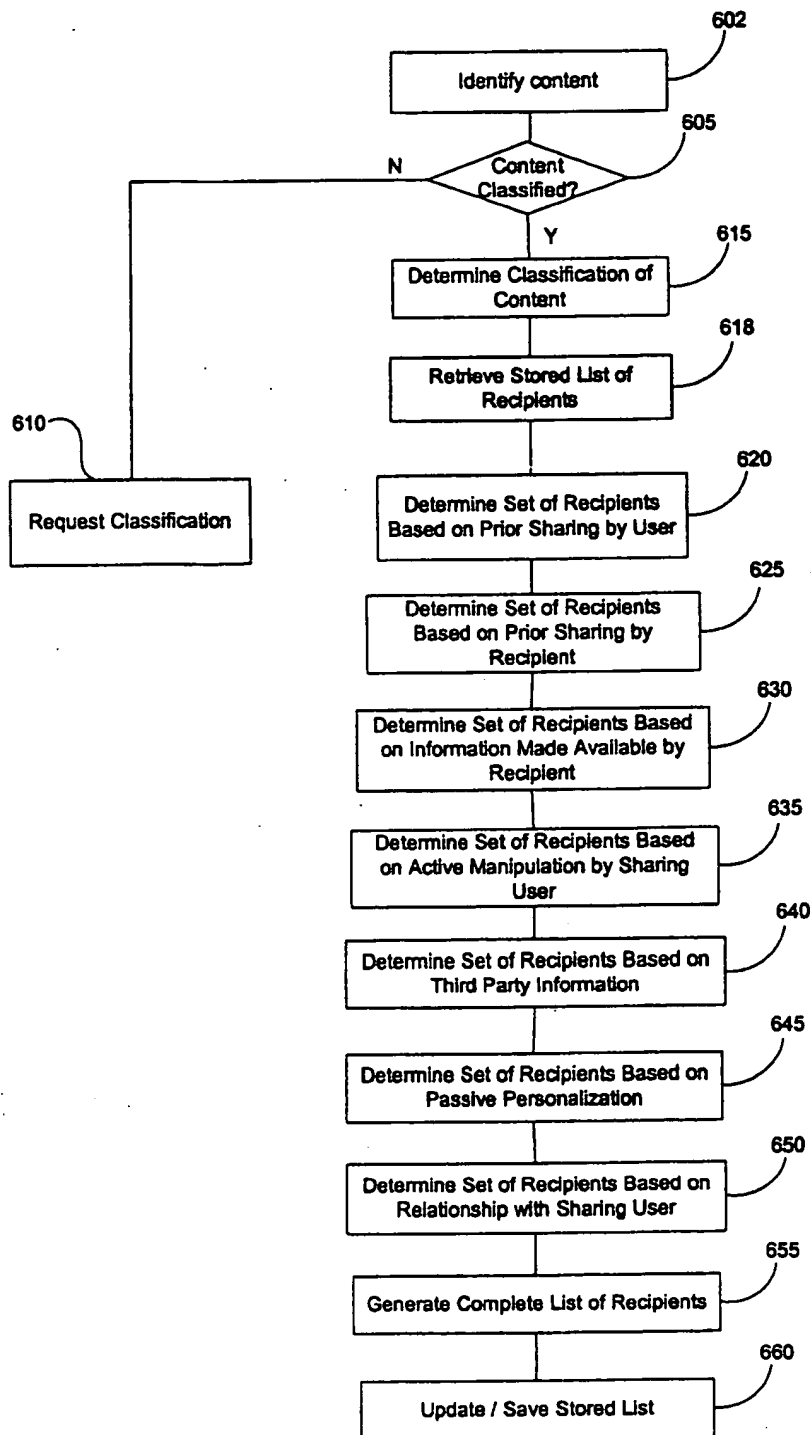 602
Identify content
605
N
Content
Classified?
Y
615
Determine Classification of
Content
618
Retrieve Stored List of
Recipients
610
Request Classification
620
Determine Set of Recipients
Based on Prior Sharing by User
625
Determine Set of Recipients
Based on Prior Sharing by
Recipient
630
Determine Set of Recipients Based
on Information Made Available by
Recipient
635
Determine Set of Recipients Based
on Active Manipulation by Sharing
User
640
Determine Set of Recipients Based on
Third Party Information
645
Determine Set of Recipients Based on
Passive Personalization
650
Determine Set of Recipients Based on
Relationship with Sharing User
655
Generate Complete List of Recipients
660
Update / Save Stored List